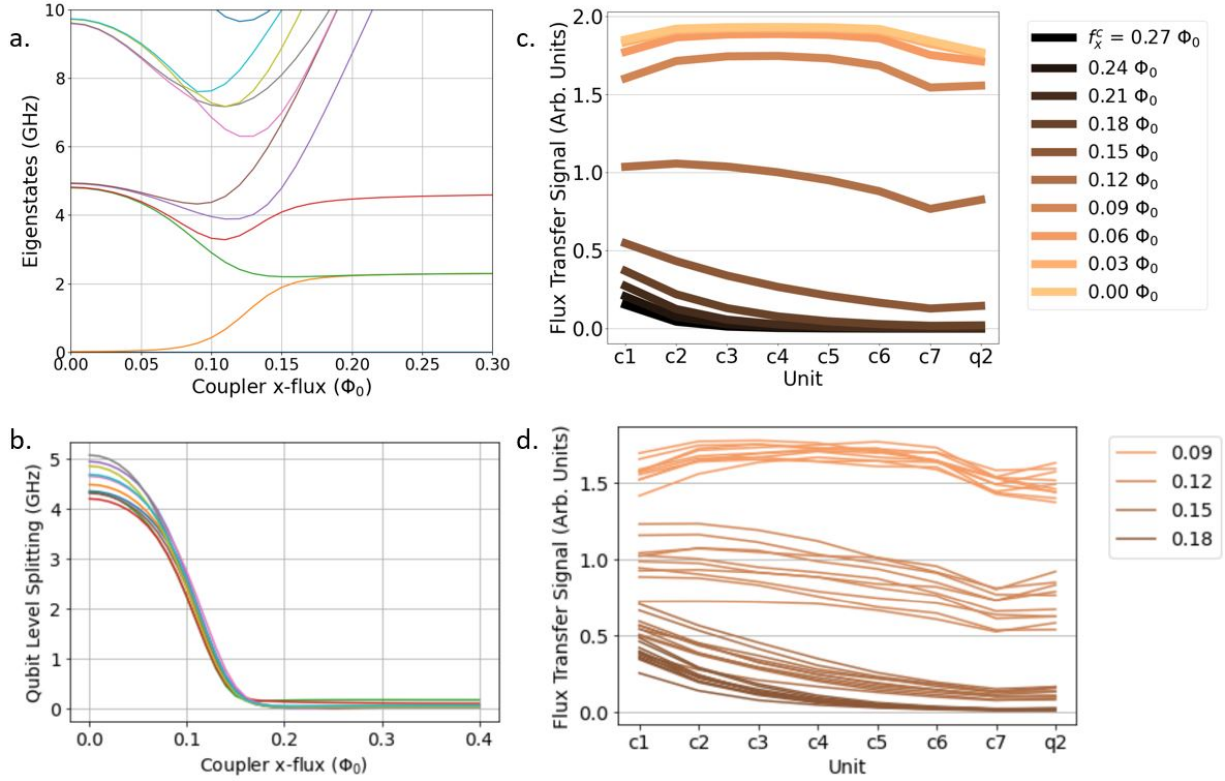 a.
10
8
6
4
2
0
Eigenstates (GHz)
0.00 0.05 0.10 0.15 0.20 0.25 0.30
Coupler x-flux (Φ₀)
c.
2.0
1.5
1.0
0.5
0.0
Flux Transfer Signal (Arb. Units)
c1 c2 c3 c4 c5 c6 c7 q2
Unit
f_x^c = 0.27 Φ₀
0.24 Φ₀
0.21 Φ₀
0.18 Φ₀
0.15 Φ₀
0.12 Φ₀
0.09 Φ₀
0.06 Φ₀
0.03 Φ₀
0.00 Φ₀
b.
5
4
3
2
1
0
Qubit Level Splitting (GHz)
0.0 0.1 0.2 0.3 0.4
Coupler x-flux (Φ₀)
d.
1.5
1.0
0.5
0.0
Flux Transfer Signal (Arb. Units)
c1 c2 c3 c4 c5 c6 c7 q2
Unit
0.09
0.12
0.15
0.18